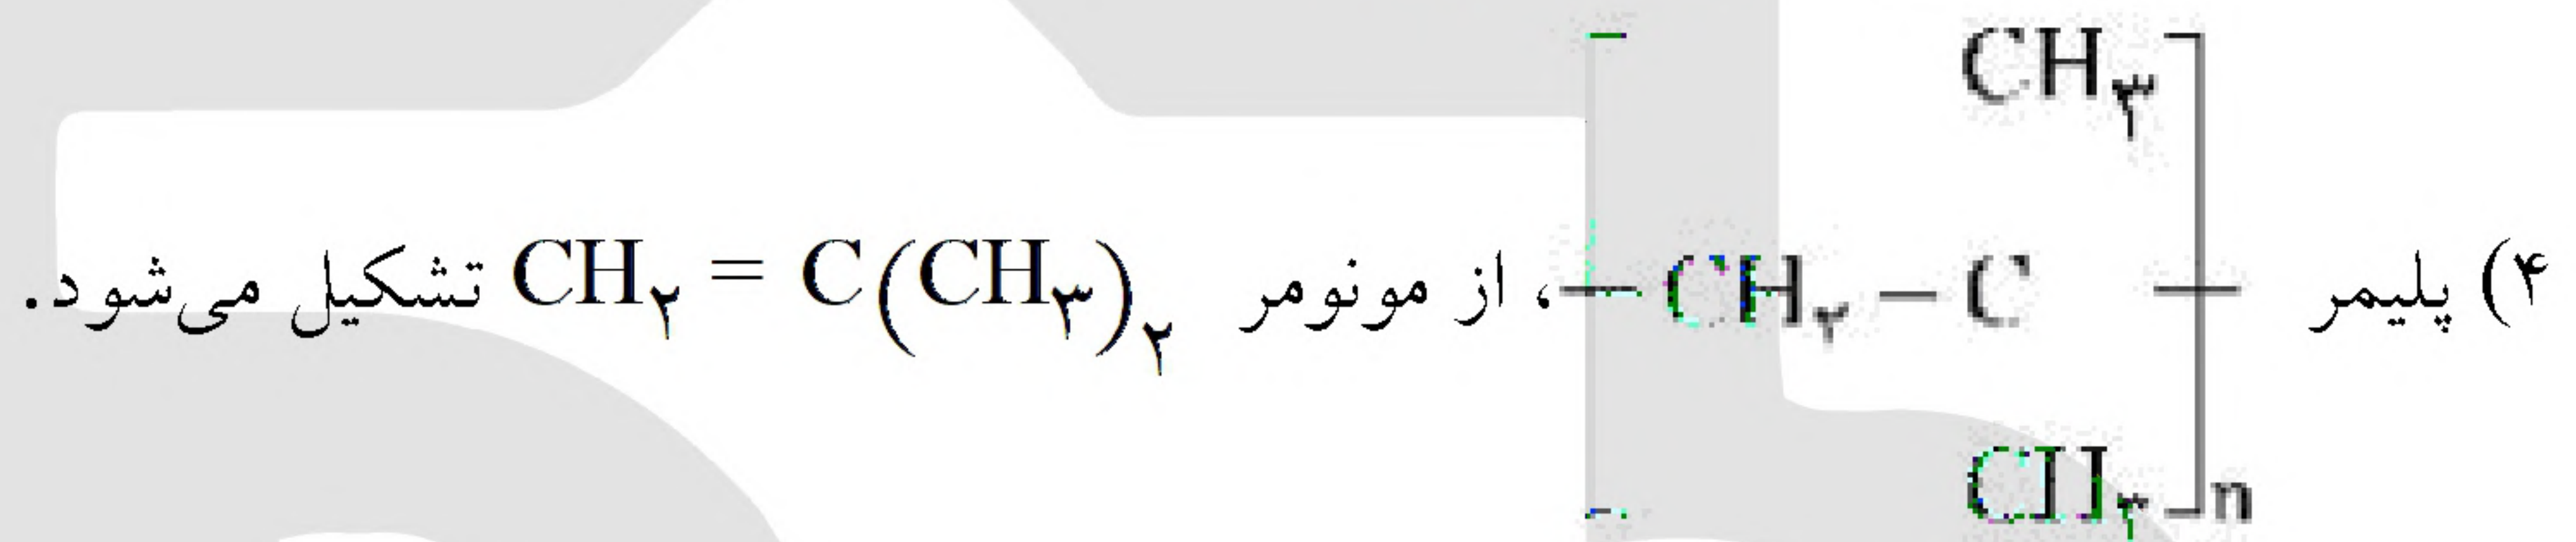 CH۳
۴) پلیمر [— CH۲ — C —]، از مونومر CH۲ = C(CH۳)۲ تشکیل می‌شود.
CH۳ n